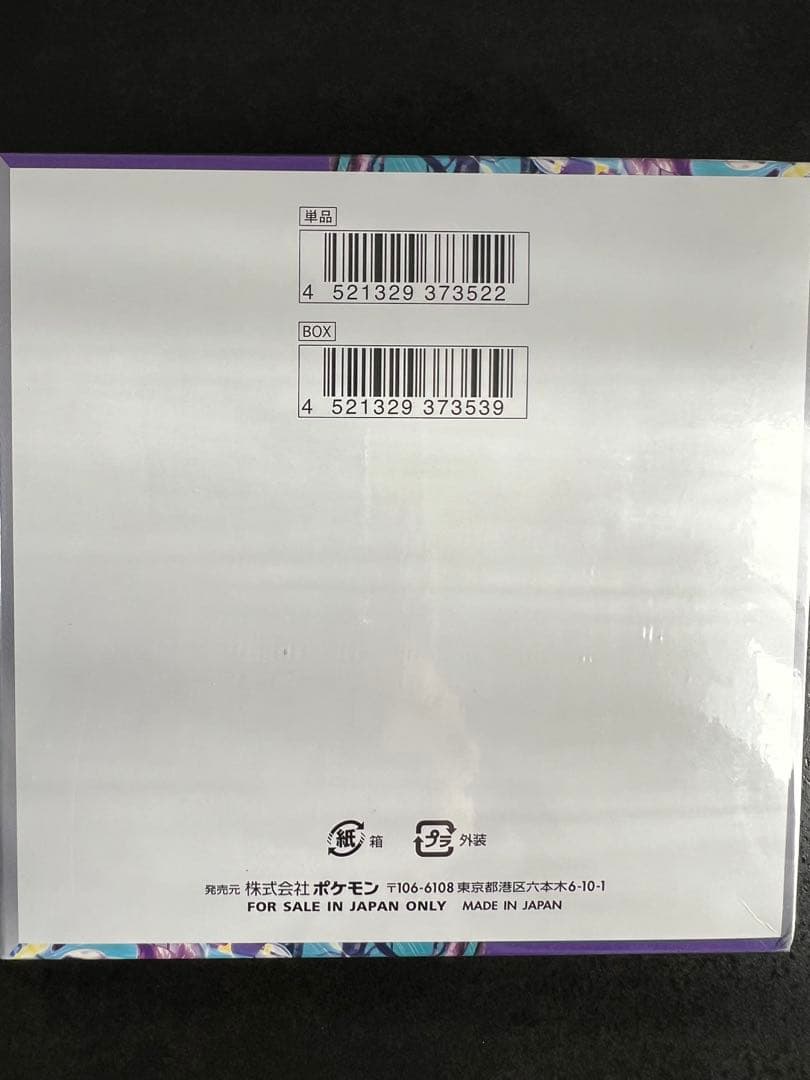 単品
4 521329 373522
BOX
4 521329 373539
紙 箱 プラ 外装
発売元 株式会社 ポケモン 〒106-6108 東京都港区六本木6-10-1
FOR SALE IN JAPAN ONLY MADE IN JAPAN